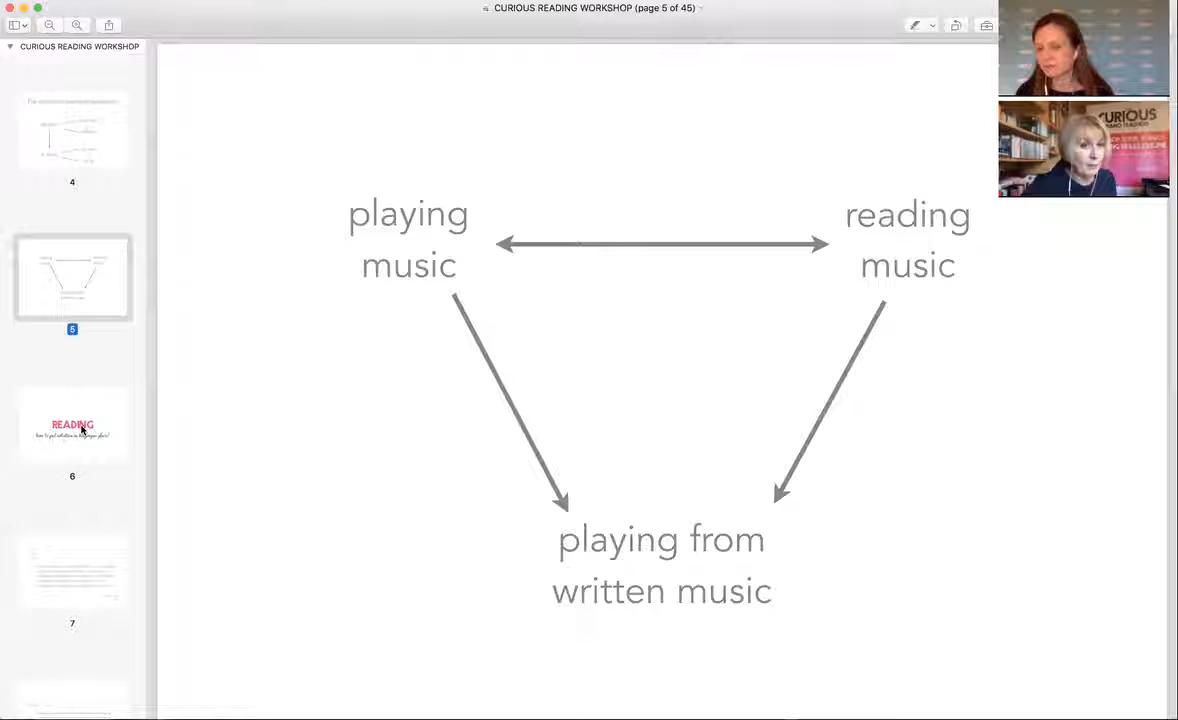 CURIOUS READING WORKSHOP (page 5 of 45)
CURIOUS READING WORKSHOP
4
5
READING
6
7
playing
music
reading
music
playing from
written music
CURIOUS